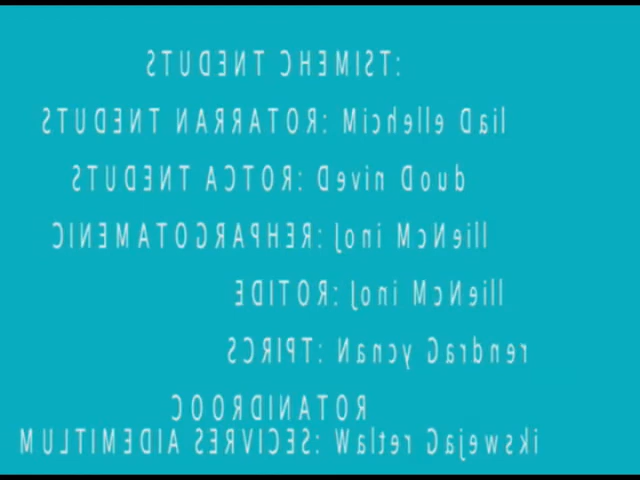 STUDENT CHEMIST:
STUDENT NARRATOR: Michelle Dail
STUDENT ACTOR: Devin Doud
CINEMATOGRAPHER: Joni McNeill
EDITOR: Joni McNeill
SCRIPT: Nancy Gardner
COORDINATOR
MULTIMEDIA SERVICES: Walter Gajewski